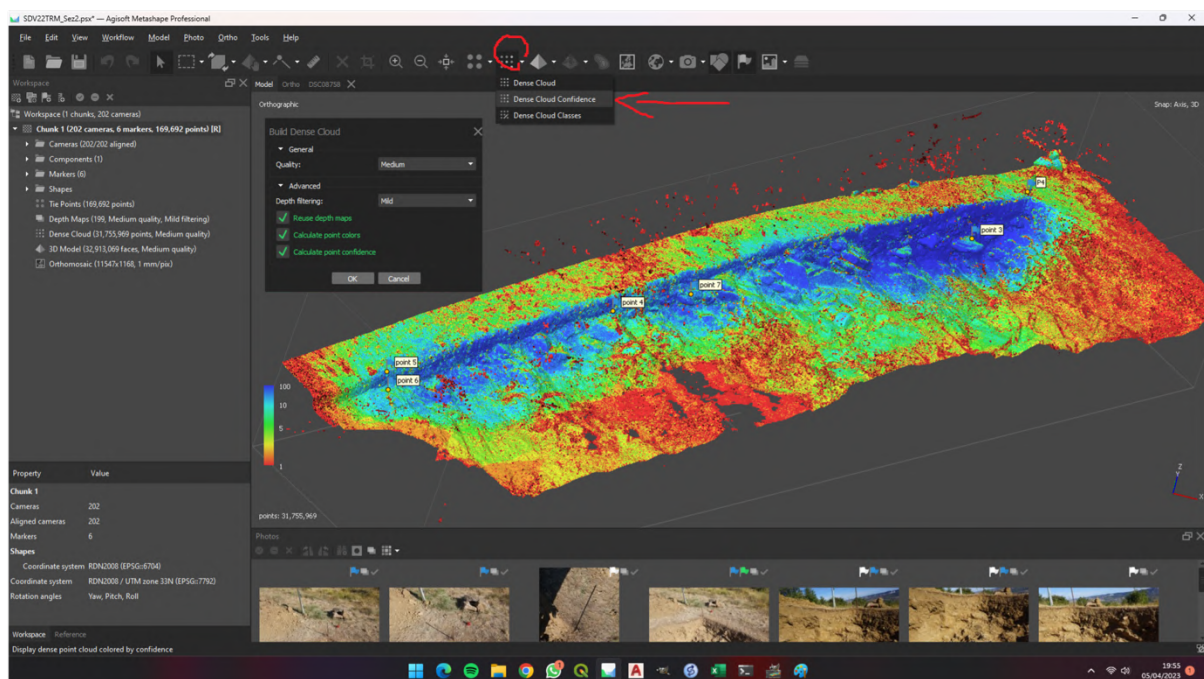 SDV22TRM_Sez2.psx* — Agisoft Metashape Professional
File Edit View Workflow Model Photo Ortho Tools Help
Workspace
Model Ortho DSC08758
Dense Cloud
Dense Cloud Confidence
Dense Cloud Classes
Orthographic
Snap: Axis, 3D
Workspace (1 chunks, 202 cameras)
Chunk 1 (202 cameras, 6 markers, 169,692 points) [R]
Cameras (202/202 aligned)
Components (1)
Markers (6)
Shapes
Tie Points (169,692 points)
Depth Maps (199, Medium quality, Mild filtering)
Dense Cloud (31,755,969 points, Medium quality)
3D Model (32,913,069 faces, Medium quality)
Orthomosaic (11547x1168, 1 mm/pix)
Build Dense Cloud
General
Quality: Medium
Advanced
Depth filtering: Mild
Reuse depth maps
Calculate point colors
Calculate point confidence
OK Cancel
P4
point 3
point 7
point 4
point 5
point 6
100
10
5
1
Z
Y
X
points: 31,755,969
Property Value
Chunk 1
Cameras 202
Aligned cameras 202
Markers 6
Shapes
Coordinate system RDN2008 (EPSG::6704)
Coordinate system RDN2008 / UTM zone 33N (EPSG::7792)
Rotation angles Yaw, Pitch, Roll
Photos
Workspace Reference
Display dense point cloud colored by confidence
19:55
05/04/2023